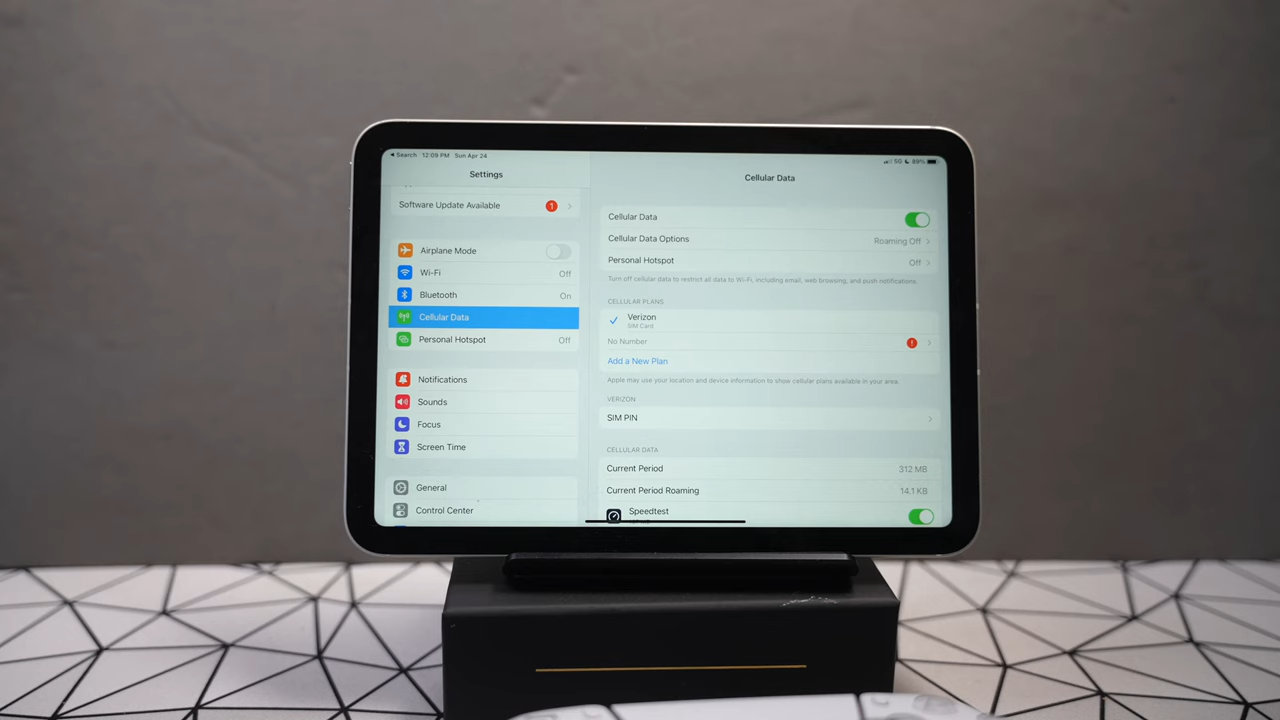 Search 12:09 PM Sun Apr 24
5G 99%
Settings
Software Update Available 1
Airplane Mode
Wi-Fi Off
Bluetooth On
Cellular Data
Personal Hotspot Off
Notifications
Sounds
Focus
Screen Time
General
Control Center
Cellular Data
Cellular Data
Cellular Data Options Roaming Off
Personal Hotspot Off
Turn off cellular data to restrict all data to Wi-Fi, including email, web browsing, and push notifications.
CELLULAR PLANS
Verizon
SIM Card
No Number !
Add a New Plan
Apple may use your location and device information to show cellular plans available in your area.
VERIZON
SIM PIN
CELLULAR DATA
Current Period 312 MB
Current Period Roaming 14.1 KB
Speedtest